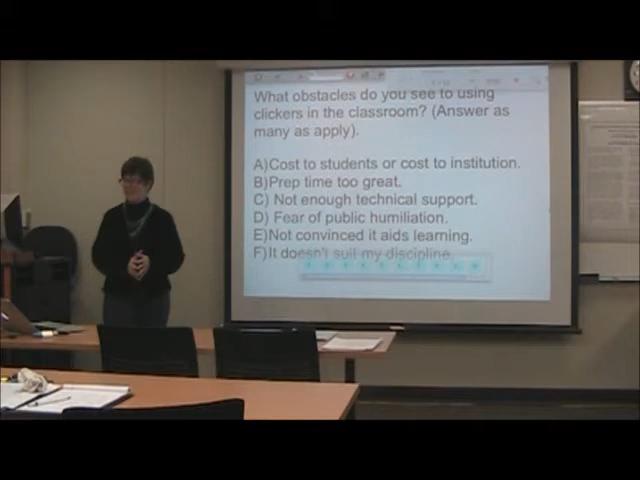 What obstacles do you see to using
clickers in the classroom? (Answer as
many as apply).
A)Cost to students or cost to institution.
B)Prep time too great.
C) Not enough technical support.
D) Fear of public humiliation.
E)Not convinced it aids learning.
F)It doesn't suit my discipline.